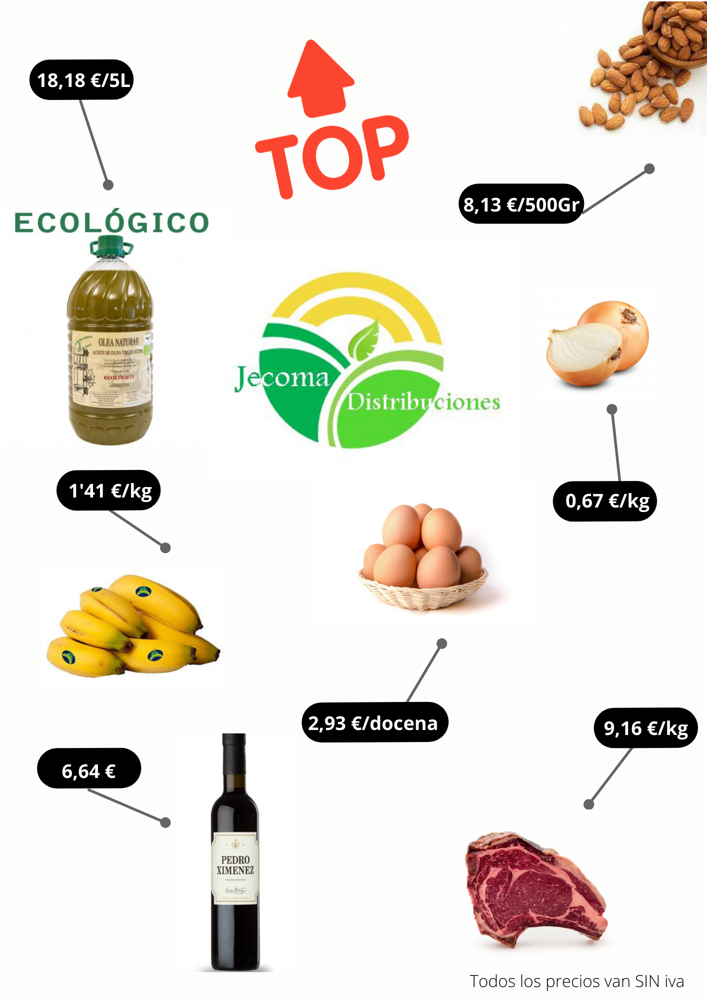 18,18 €/5L
TOP
8,13 €/500Gr
ECOLÓGICO
OLEA NATURAE
ACEITE DE OLIVA VIRGEN EXTRA
ECOLÓGICO
ARBEQUINA
Jecoma
Distribuciones
1'41 €/kg
0,67 €/kg
2,93 €/docena
9,16 €/kg
6,64 €
PEDRO
XIMENEZ
Todos los precios van SIN iva